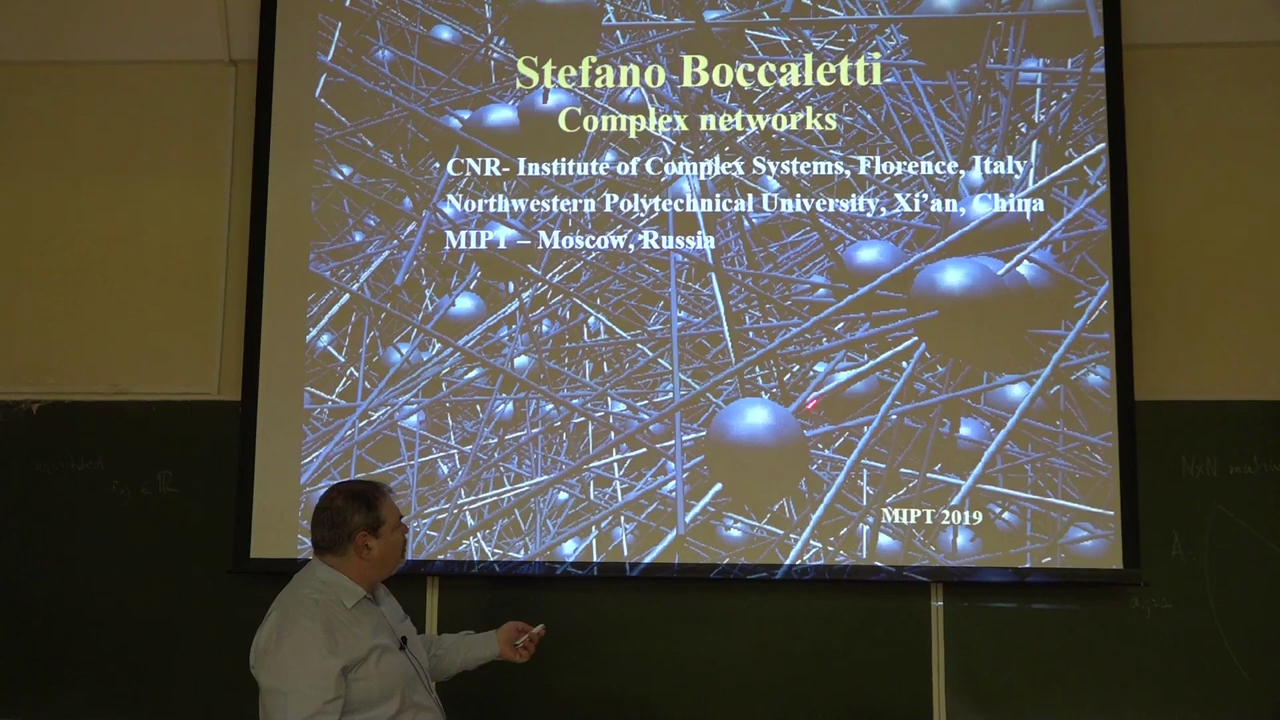 Stefano Boccaletti
Complex networks
CNR- Institute of Complex Systems, Florence, Italy
Northwestern Polytechnical University, Xi’an, China
MIPT – Moscow, Russia
MIPT 2019
NxN